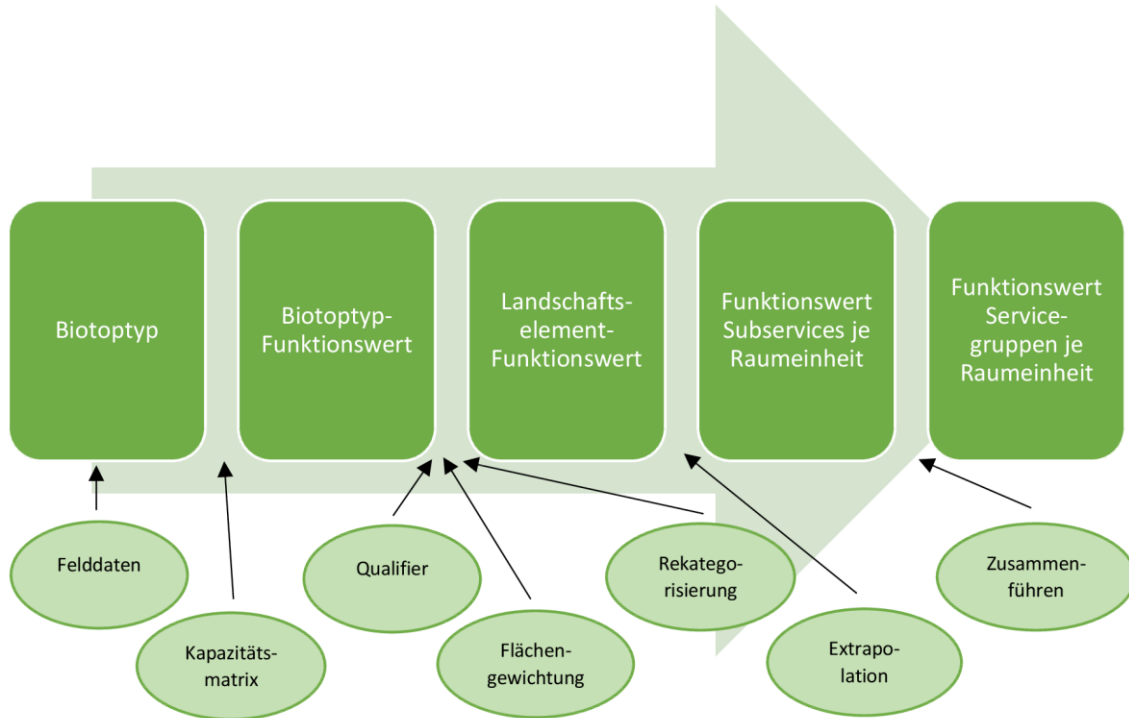 Biotoptyp
Biotoptyp-
Funktionswert
Landschafts-
element-
Funktionswert
Funktionswert
Subservices je
Raumeinheit
Funktionswert
Service-
gruppen je
Raumeinheit
Felddaten
Kapazitäts-
matrix
Qualifier
Flächen-
gewichtung
Rekatego-
risierung
Extrapo-
lation
Zusammen-
führen